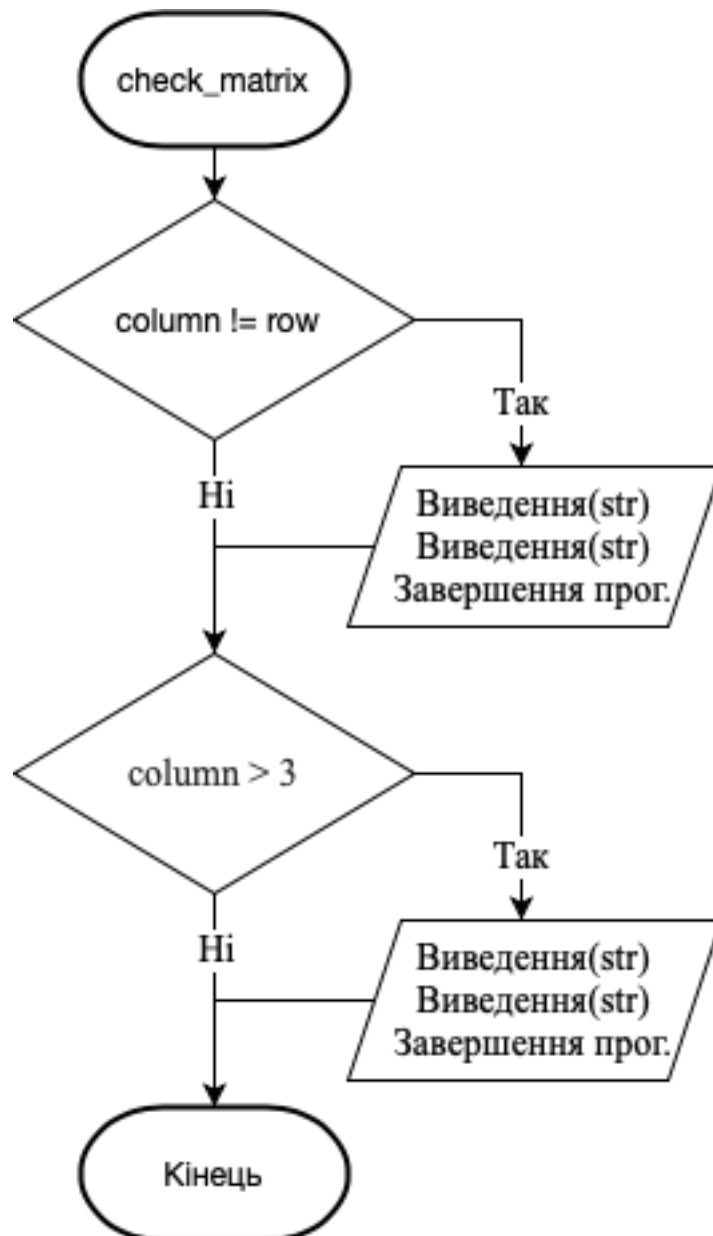 check_matrix
column != row
Так
Ні
Виведення(str)
Виведення(str)
Завершення прог.
column > 3
Так
Ні
Виведення(str)
Виведення(str)
Завершення прог.
Кінець